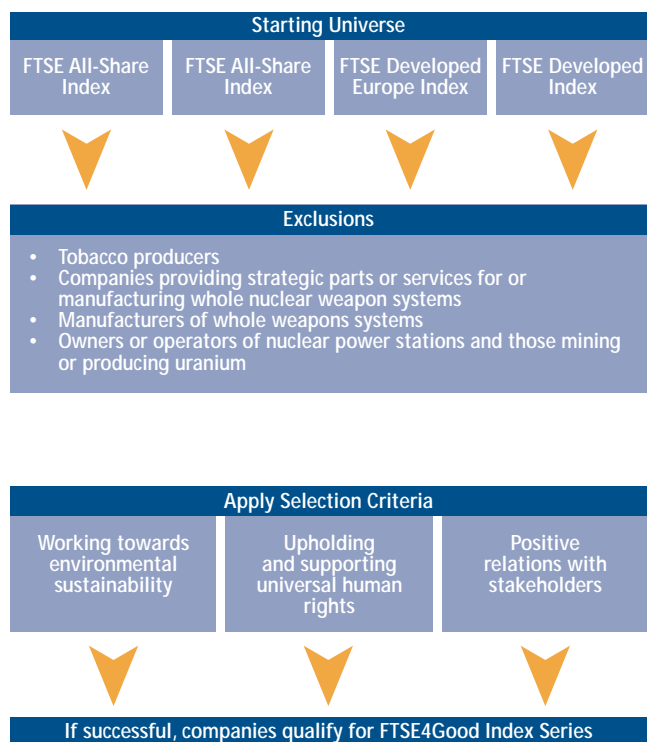 Starting Universe
FTSE All-Share
Index
FTSE All-Share
Index
FTSE Developed
Europe Index
FTSE Developed
Index
Exclusions
• Tobacco producers
• Companies providing strategic parts or services for or
manufacturing whole nuclear weapon systems
• Manufacturers of whole weapons systems
• Owners or operators of nuclear power stations and those mining
or producing uranium
Apply Selection Criteria
Working towards
environmental
sustainability
Upholding
and supporting
universal human
rights
Positive
relations with
stakeholders
If successful, companies qualify for FTSE4Good Index Series